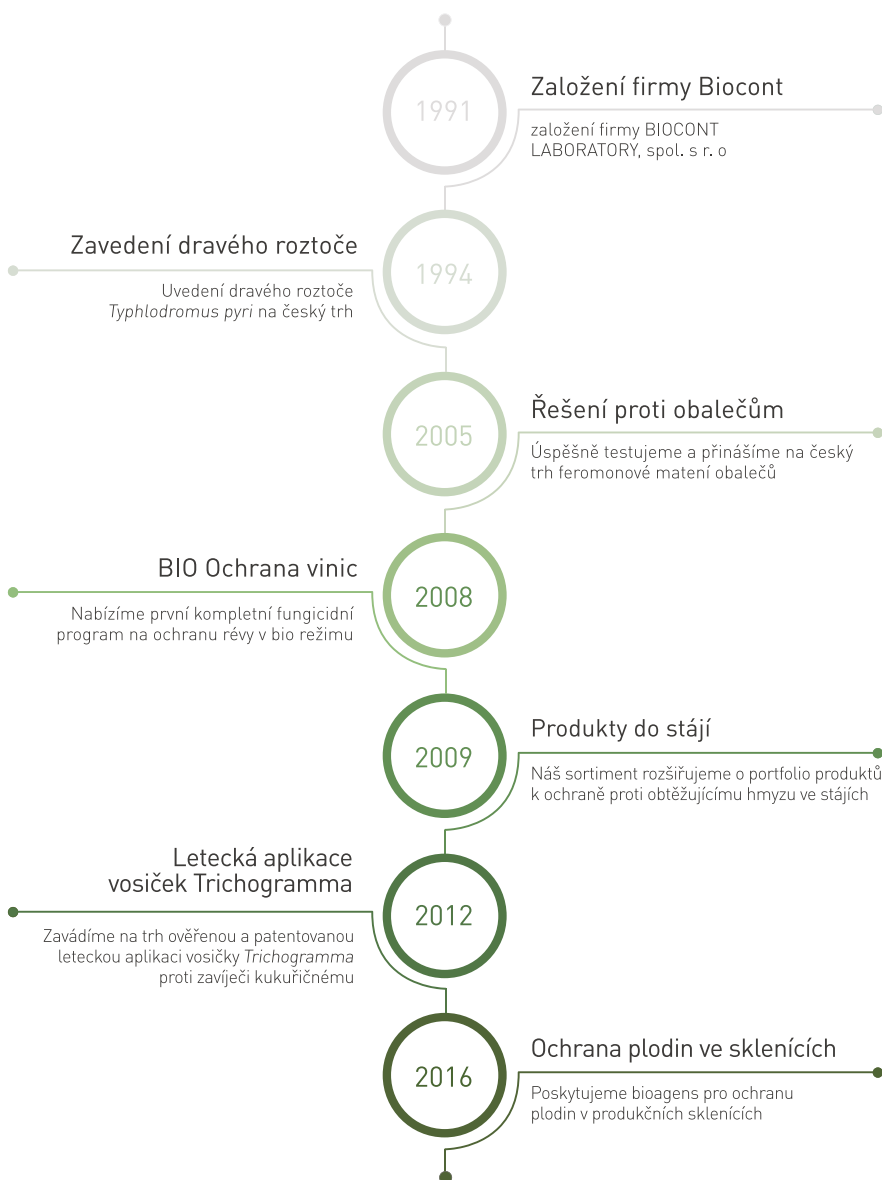 1991
Založení firmy Biocont
založení firmy BIOCONT
LABORATORY, spol. s r. o
1994
Zavedení dravého roztoče
Uvedení dravého roztoče
Typhlodromus pyri na český trh
2005
Řešení proti obalečům
Úspěšně testujeme a přinášíme na český
trh feromonové matení obalečů
2008
BIO Ochrana vinic
Nabízíme první kompletní fungicidní
program na ochranu révy v bio režimu
2009
Produkty do stájí
Náš sortiment rozšiřujeme o portfolio produktů
k ochraně proti obtěžujícímu hmyzu ve stájích
2012
Letecká aplikace
vosiček Trichogramma
Zavádíme na trh ověřenou a patentovanou
leteckou aplikaci vosičky Trichogramma
proti zavíječi kukuřičnému
2016
Ochrana plodin ve sklenících
Poskytujeme bioagens pro ochranu
plodin v produkčních sklenících